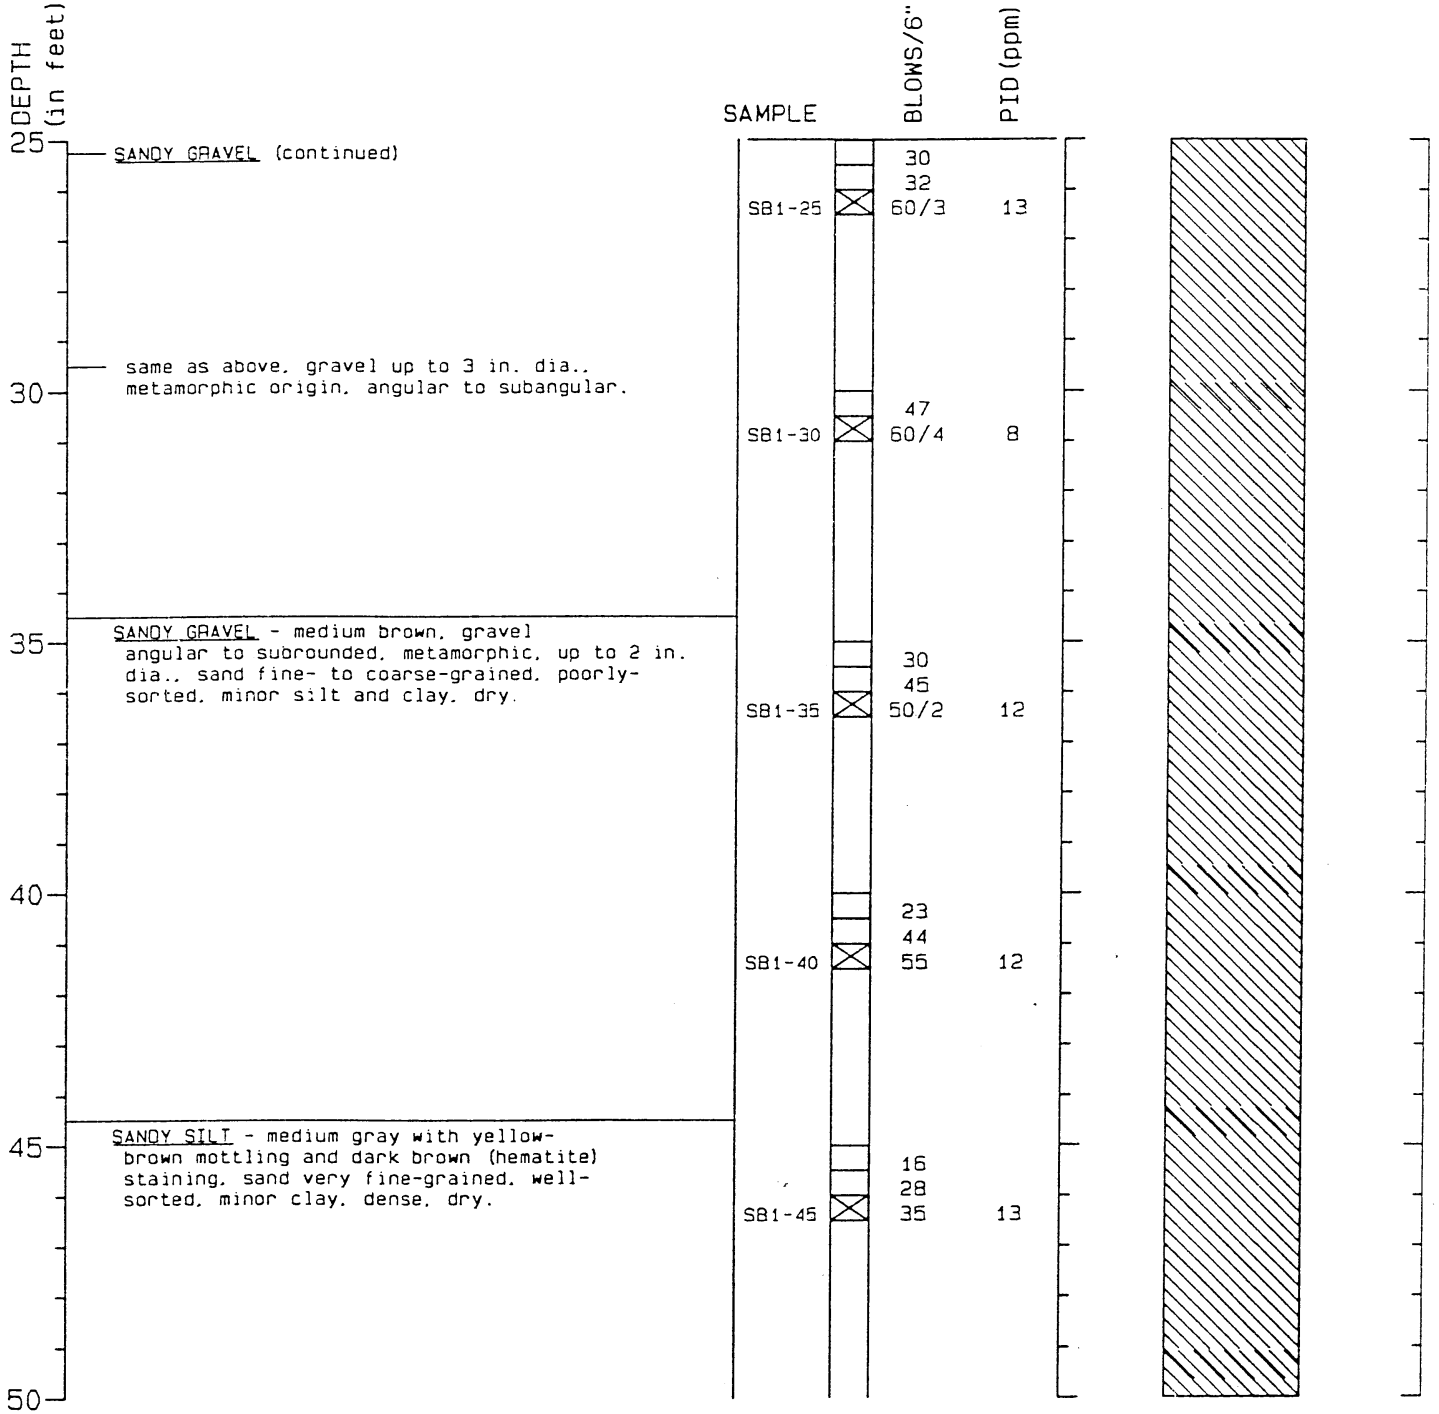 DEPTH
(in feet)
SAMPLE
BLOWS/6"
PID(ppm)
25
SANDY GRAVEL (continued)
30
32
SB1-25 60/3 13
same as above, gravel up to 3 in. dia.,
metamorphic origin, angular to subangular.
30
47
SB1-30 60/4 8
SANDY GRAVEL - medium brown, gravel
angular to subrounded, metamorphic, up to 2 in.
dia., sand fine- to coarse-grained, poorly-
sorted, minor silt and clay, dry.
35
30
45
SB1-35 50/2 12
40
23
44
SB1-40 55 12
SANDY SILT - medium gray with yellow-
brown mottling and dark brown (hematite)
staining, sand very fine-grained, well-
sorted, minor clay, dense, dry.
45
16
28
SB1-45 35 13
50